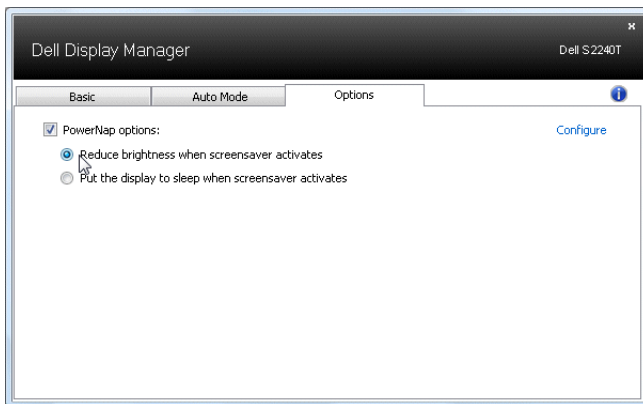 x
Dell Display Manager
Dell S2240T
Basic
Auto Mode
Options
i
PowerNap options:
Configure
Reduce brightness when screensaver activates
Put the display to sleep when screensaver activates